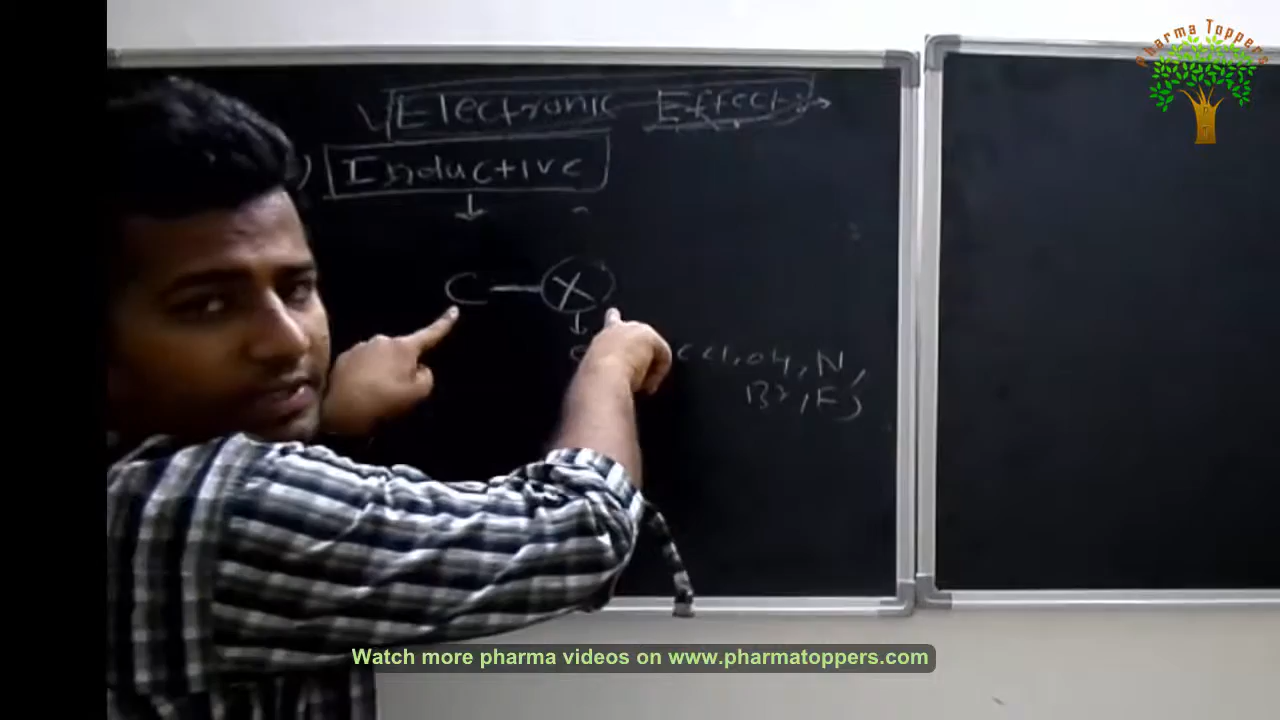 Pharma Toppers
Electronic Effects
Inductive
C — X
Cl, OH, N,
Br, F,
Watch more pharma videos on www.pharmatoppers.com